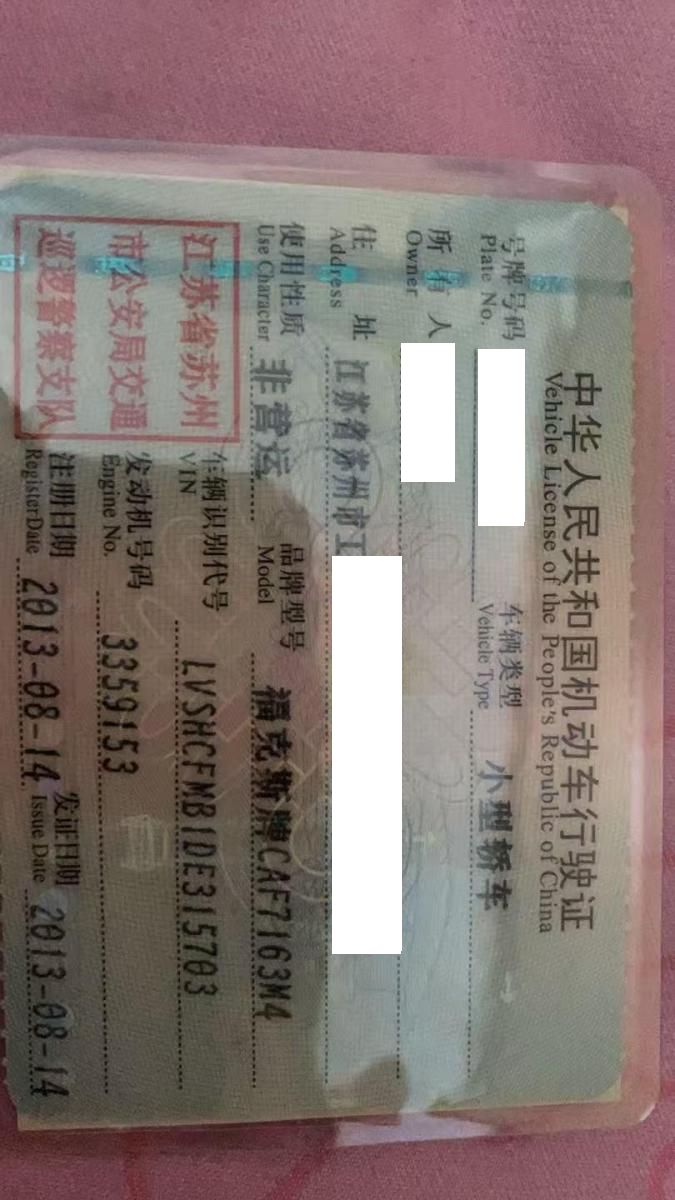 中华人民共和国机动车行驶证
Vehicle License of the People's Republic of China
号牌号码 车辆类型 小型轿车
Plate No. Vehicle Type
所有人
Owner
住址 江苏省苏州市工
Address
使用性质 非营运 品牌型号 福克斯牌CAF7163M4
Use Character Model
江苏省苏州
市公安局交通
巡逻警察支队
车辆识别代号 LVSHCFMB1DE315703
VIN
发动机号码 3359153
Engine No.
注册日期 2013-08-14 发证日期 2013-08-14
Register Date Issue Date